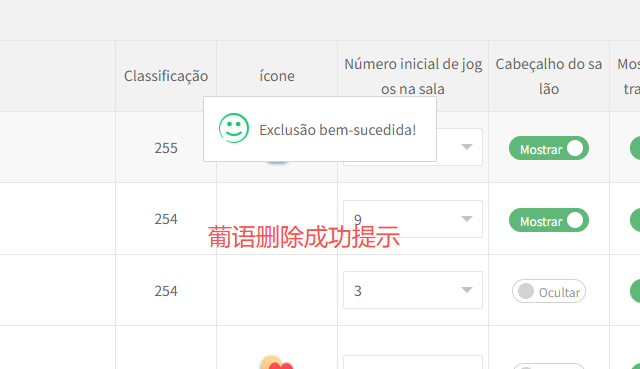 Classificação
ícone
Número inicial de jog
os na sala
Cabeçalho do sa
lão
Mos
tra
Exclusão bem-sucedida!
255
Mostrar
254
9
Mostrar
葡语删除成功提示
254
3
Ocultar